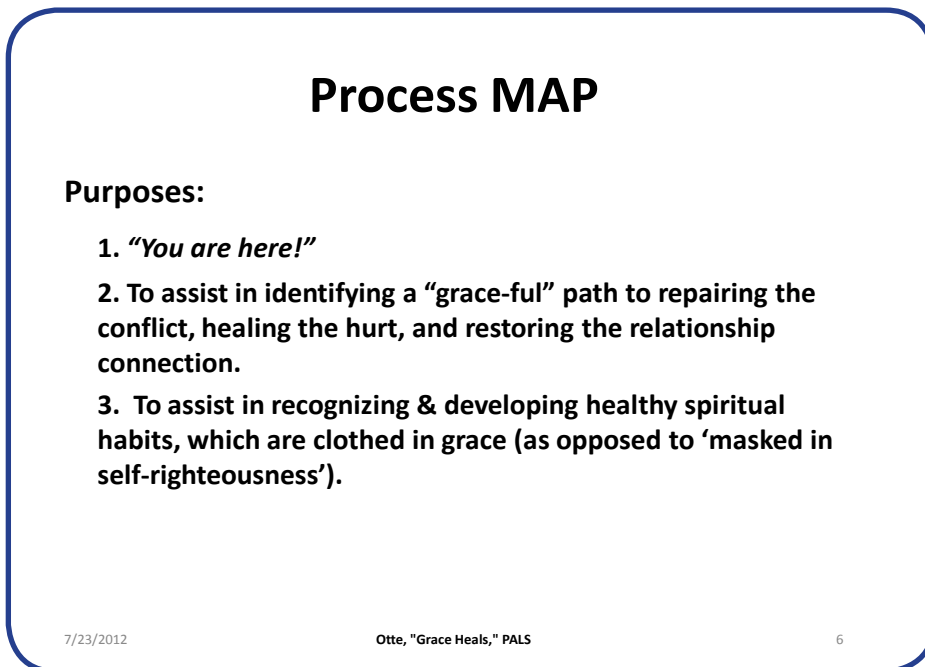 Process MAP
Purposes:
1. “You are here!”
2. To assist in identifying a “grace-ful” path to repairing the
conflict, healing the hurt, and restoring the relationship
connection.
3.  To assist in recognizing & developing healthy spiritual
habits, which are clothed in grace (as opposed to ‘masked in
self-righteousness’).
7/23/2012
Otte, "Grace Heals," PALS
6